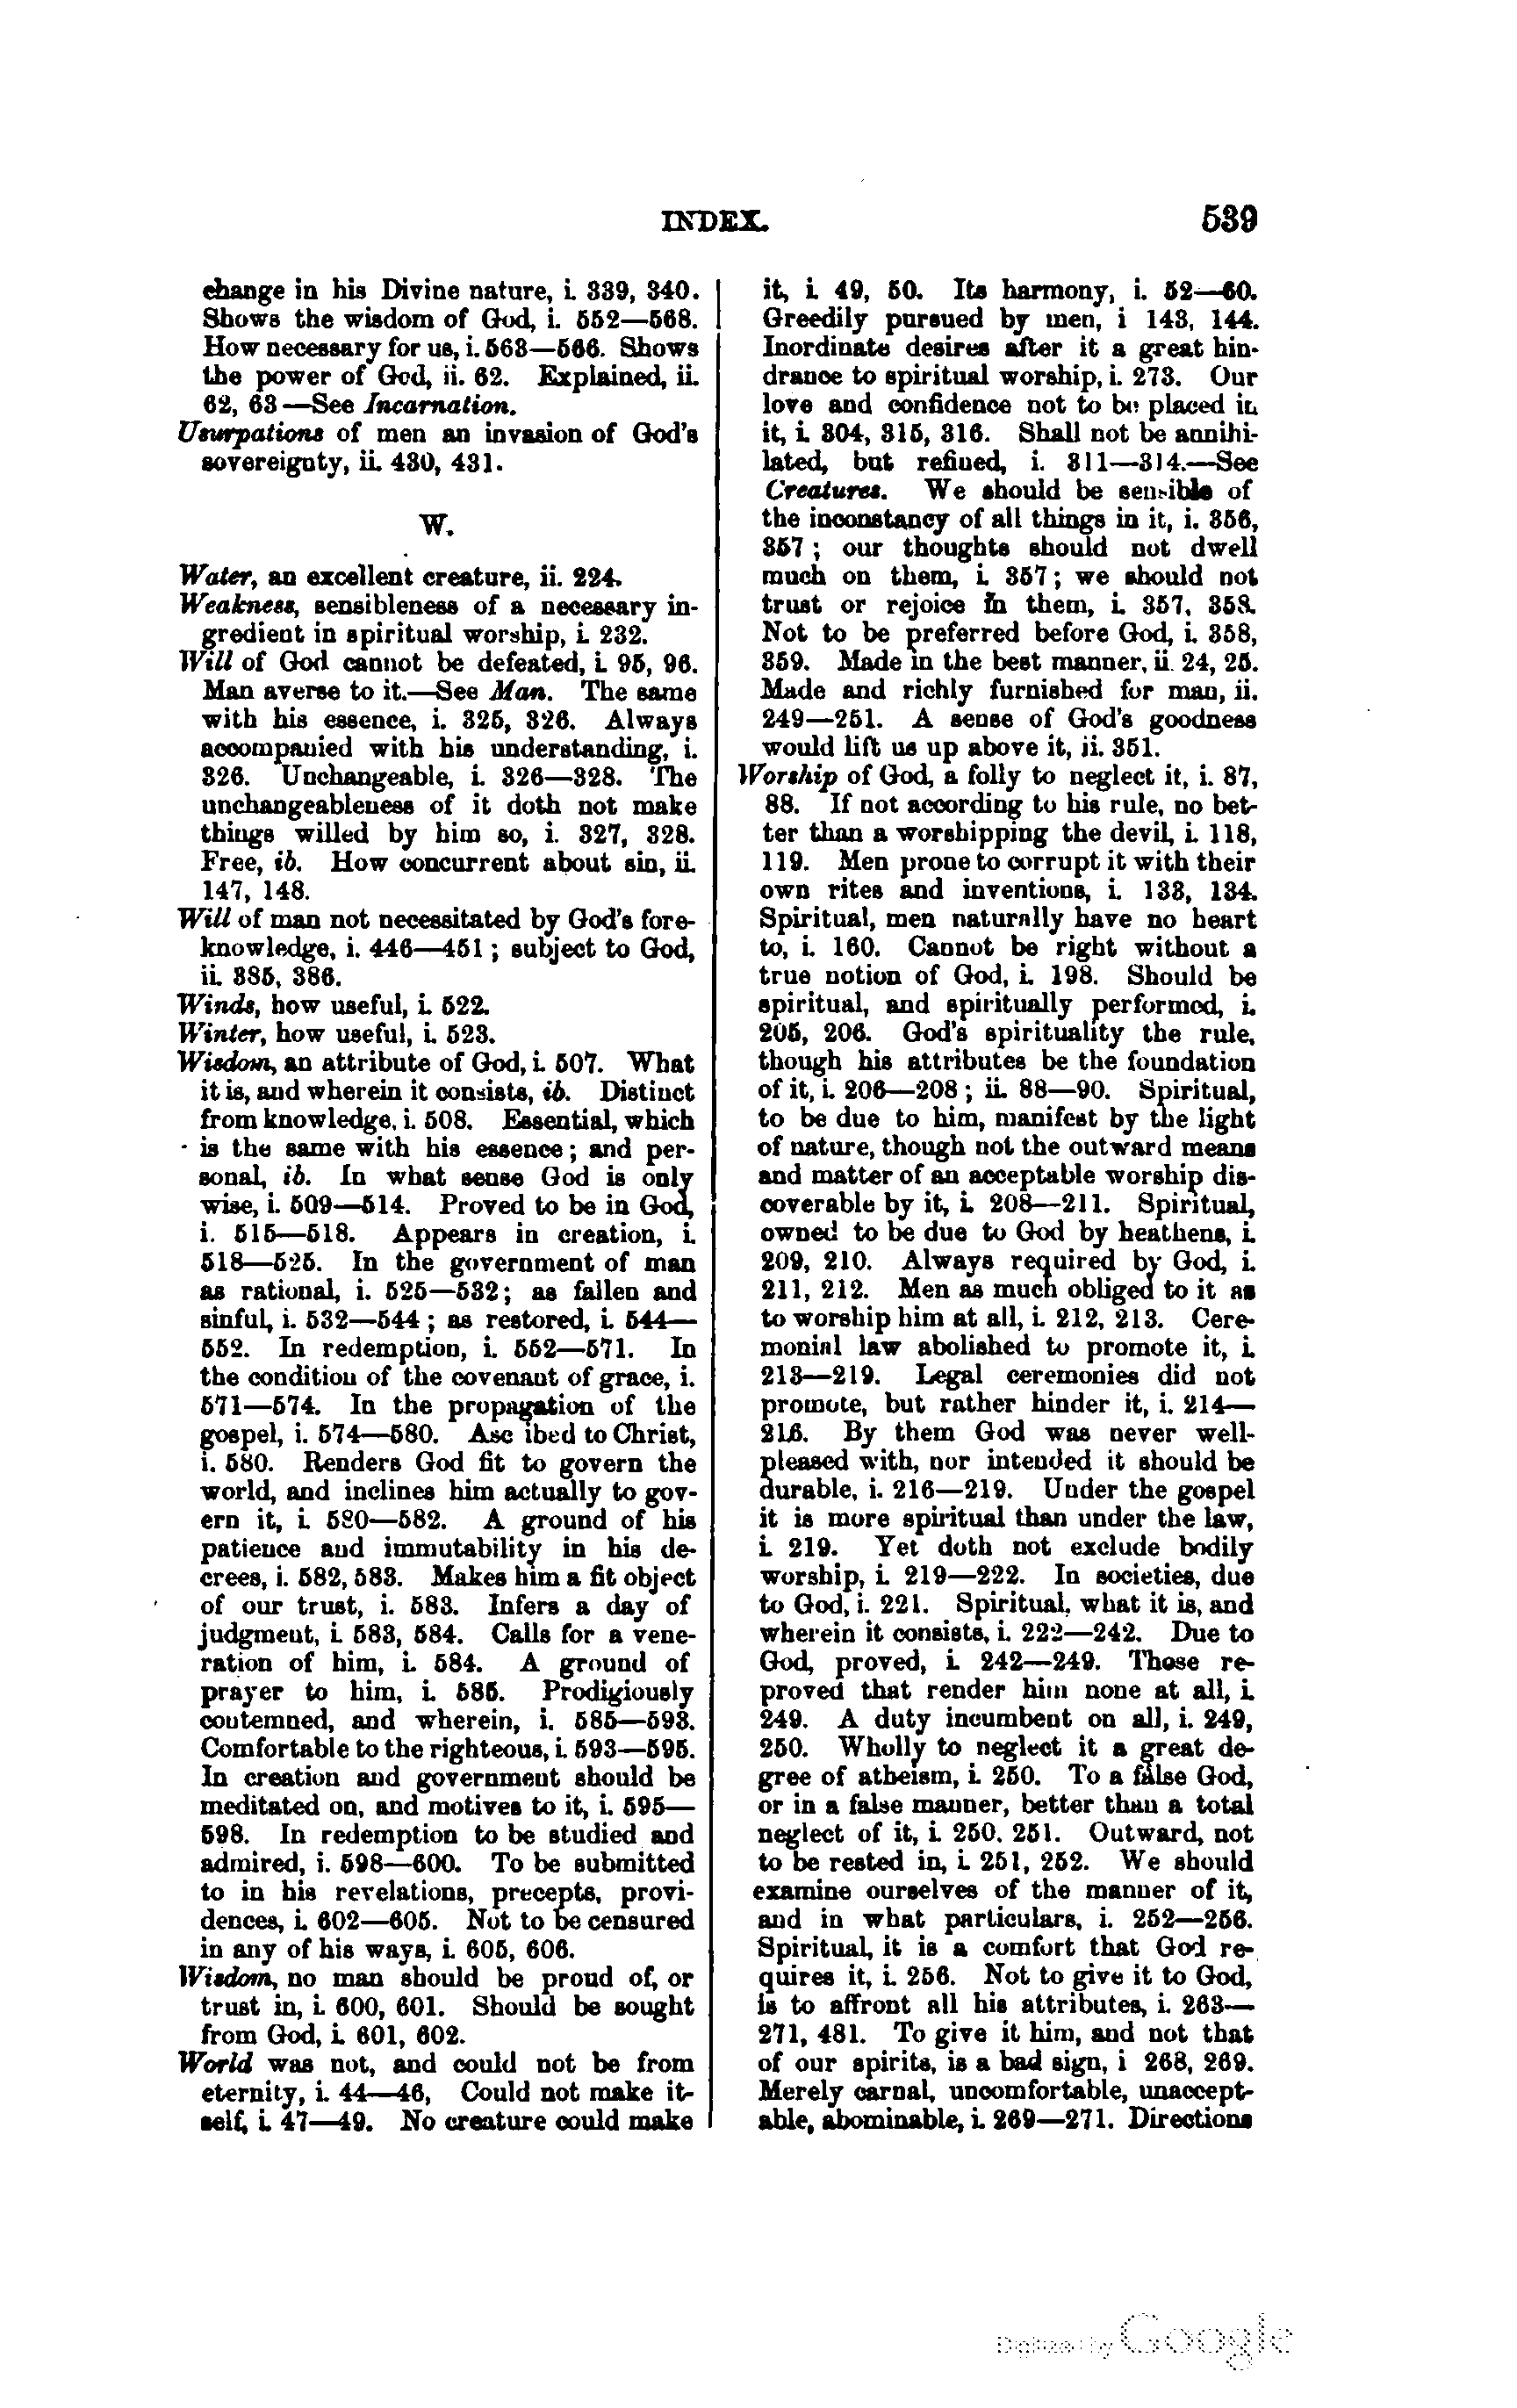 INDEX.
539
change in his Divine nature, i. 339, 340.
Shows the wisdom of God, i. 552—568.
How necessary for us, i. 563—566. Shows
the power of God, ii. 62. Explained, ii.
62, 63—See Incarnation.
Usurpations of men an invasion of God's
sovereignty, ii. 430, 431.
W.
Water, an excellent creature, ii. 224.
Weakness, sensibleness of a necessary in-
gredient in spiritual worship, i. 232.
Will of God cannot be defeated, i. 95, 96.
Man averse to it.—See Man. The same
with his essence, i. 325, 326. Always
accompanied with his understanding, i.
326. Unchangeable, i. 326—328. The
unchangeableness of it doth not make
things willed by him so, i. 327, 328.
Free, ib. How concurrent about sin, ii.
147, 148.
Will of man not necessitated by God's fore-
knowledge, i. 446—451; subject to God,
ii. 385, 386.
Winds, how useful, i. 522.
Winter, how useful, i. 523.
Wisdom, an attribute of God, i. 507. What
it is, and wherein it consists, ib. Distinct
from knowledge, i. 508. Essential, which
is the same with his essence; and per-
sonal, ib. In what sense God is only
wise, i. 509—514. Proved to be in God,
i. 515—518. Appears in creation, i.
518—525. In the government of man
as rational, i. 525—532; as fallen and
sinful, i. 532—544; as restored, i. 544—
552. In redemption, i. 552—571. In
the condition of the covenant of grace, i.
571—574. In the propagation of the
gospel, i. 574—580. Asc ibed to Christ,
i. 580. Renders God fit to govern the
world, and inclines him actually to gov-
ern it, i. 580—582. A ground of his
patience and immutability in his de-
crees, i. 582, 583. Makes him a fit object
of our trust, i. 583. Infers a day of
judgment, i. 583, 584. Calls for a vene-
ration of him, i. 584. A ground of
prayer to him, i. 585. Prodigiously
contemned, and wherein, i. 585—593.
Comfortable to the righteous, i. 593—595.
In creation and government should be
meditated on, and motives to it, i. 595—
598. In redemption to be studied and
admired, i. 598—600. To be submitted
to in his revelations, precepts, provi-
dences, i. 602—605. Not to be censured
in any of his ways, i. 605, 606.
Wisdom, no man should be proud of, or
trust in, i. 600, 601. Should be sought
from God, i. 601, 602.
World was not, and could not be from
eternity, i. 44—46, Could not make it-
self, i. 47—49. No creature could make
it, i. 49, 50. Its harmony, i. 52—60.
Greedily pursued by men, i 143, 144.
Inordinate desires after it a great hin-
drance to spiritual worship, i. 273. Our
love and confidence not to be placed in
it, i. 304, 315, 316. Shall not be annihi-
lated, but refined, i. 311—314.—See
Creatures. We should be sensible of
the inconstancy of all things in it, i. 356,
357; our thoughts should not dwell
much on them, i. 357; we should not
trust or rejoice in them, i. 357, 358.
Not to be preferred before God, i. 358,
359. Made in the best manner, ii. 24, 25.
Made and richly furnished for man, ii.
249—251. A sense of God's goodness
would lift us up above it, ii. 351.
Worship of God, a folly to neglect it, i. 87,
88. If not according to his rule, no bet-
ter than a worshipping the devil, i. 118,
119. Men prone to corrupt it with their
own rites and inventions, i. 133, 134.
Spiritual, men naturally have no heart
to, i. 160. Cannot be right without a
true notion of God, i. 198. Should be
spiritual, and spiritually performed, i.
205, 206. God's spirituality the rule,
though his attributes be the foundation
of it, i. 206—208; ii. 88—90. Spiritual,
to be due to him, manifest by the light
of nature, though not the outward means
and matter of an acceptable worship dis-
coverable by it, i. 208—211. Spiritual,
owned to be due to God by heathens, i.
209, 210. Always required by God, i.
211, 212. Men as much obliged to it as
to worship him at all, i. 212, 213. Cere-
monial law abolished to promote it, i.
213—219. Legal ceremonies did not
promote, but rather hinder it, i. 214—
216. By them God was never well-
pleased with, nor intended it should be
durable, i. 216—219. Under the gospel
it is more spiritual than under the law,
i. 219. Yet doth not exclude bodily
worship, i. 219—222. In societies, due
to God, i. 221. Spiritual, what it is, and
wherein it consists, i. 222—242. Due to
God, proved, i. 242—249. Those re-
proved that render him none at all, i.
249. A duty incumbent on all, i. 249,
250. Wholly to neglect it a great de-
gree of atheism, i. 250. To a false God,
or in a false manner, better than a total
neglect of it, i. 250, 251. Outward, not
to be rested in, i. 251, 252. We should
examine ourselves of the manner of it,
and in what particulars, i. 252—256.
Spiritual, it is a comfort that God re-
quires it, i. 256. Not to give it to God,
is to affront all his attributes, i. 263—
271, 481. To give it him, and not that
of our spirits, is a bad sign, i 268, 269.
Merely carnal, uncomfortable, unaccept-
able, abominable, i. 269—271. Directions
Digitized by Google